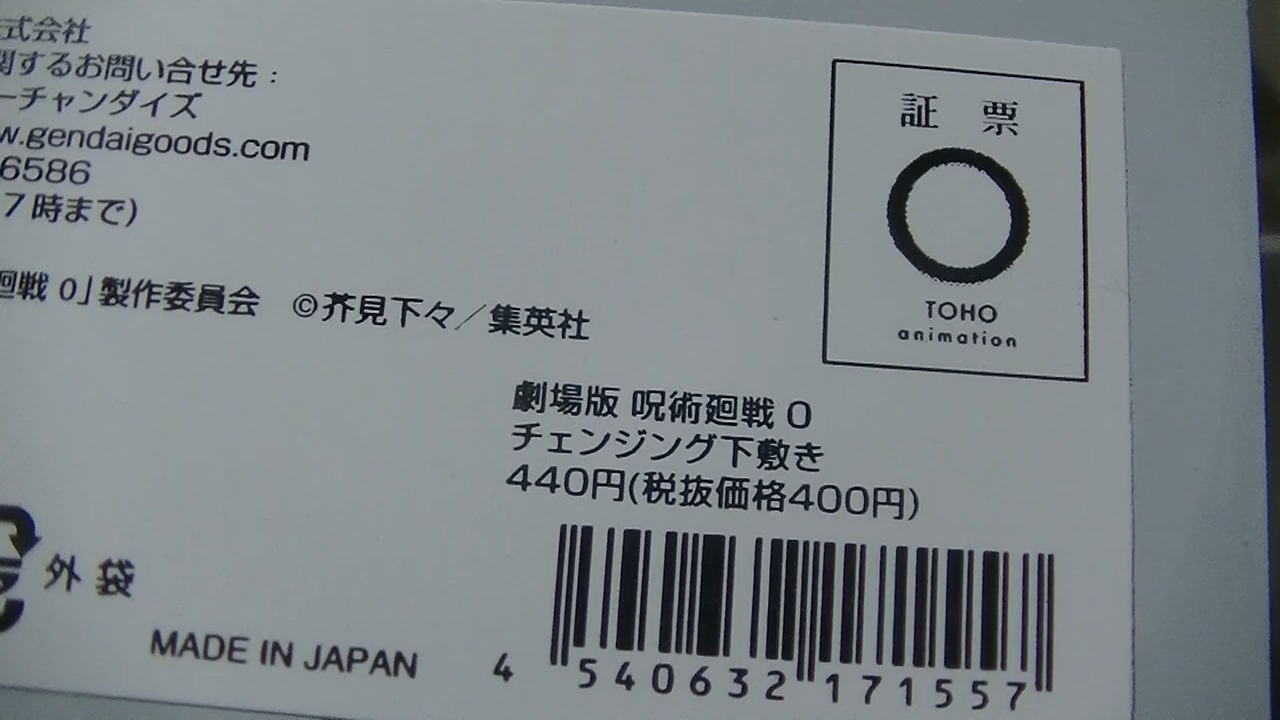 式会社
関するお問い合せ先：
ーチャンダイズ
w.gendaigoods.com
6586
7時まで）
廻戦 0」製作委員会　©芥見下々／集英社
証 票
TOHO
animation
劇場版 呪術廻戦 0
チェンジング下敷き
440円(税抜価格400円)
外 袋
MADE IN JAPAN
4 540632 171557